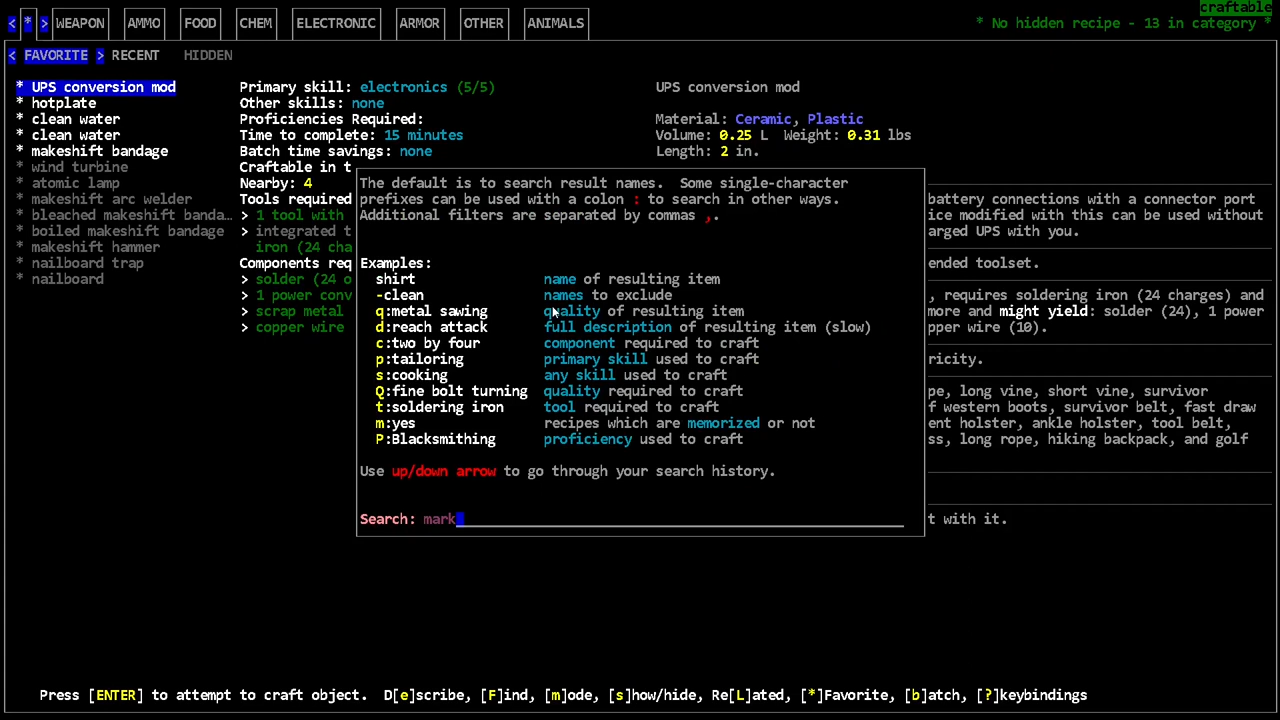 craftable
< * > WEAPON AMMO FOOD CHEM ELECTRONIC ARMOR OTHER ANIMALS * No hidden recipe - 13 in category *
< FAVORITE > RECENT HIDDEN
* UPS conversion mod Primary skill: electronics (5/5) UPS conversion mod
* hotplate Other skills: none
* clean water Proficiencies Required: Material: Ceramic, Plastic
* clean water Time to complete: 15 minutes Volume: 0.25 L Weight: 0.31 lbs
* makeshift bandage Batch time savings: none Length: 2 in.
* wind turbine Craftable in t
* atomic lamp Nearby: 4 The default is to search result names. Some single-character
* makeshift arc welder Tools required prefixes can be used with a colon : to search in other ways. battery connections with a connector port
* bleached makeshift banda… > 1 tool with Additional filters are separated by commas ,. ice modified with this can be used without
* boiled makeshift bandage > integrated t arged UPS with you.
* makeshift hammer iron (24 cha
* nailboard trap Components req Examples: ended toolset.
* nailboard > solder (24 o shirt name of resulting item
> 1 power conv -clean names to exclude , requires soldering iron (24 charges) and
> scrap metal q:metal sawing quality of resulting item more and might yield: solder (24), 1 power
> copper wire d:reach attack full description of resulting item (slow) pper wire (10).
c:two by four component required to craft
p:tailoring primary skill used to craft ricity.
s:cooking any skill used to craft
Q:fine bolt turning quality required to craft pe, long vine, short vine, survivor
t:soldering iron tool required to craft f western boots, survivor belt, fast draw
m:yes recipes which are memorized or not ent holster, ankle holster, tool belt,
P:Blacksmithing proficiency used to craft ss, long rope, hiking backpack, and golf
Use up/down arrow to go through your search history.
Search: mark t with it.
Press [ENTER] to attempt to craft object. D[e]scribe, [F]ind, [m]ode, [s]how/hide, Re[L]ated, [*]Favorite, [b]atch, [?]keybindings